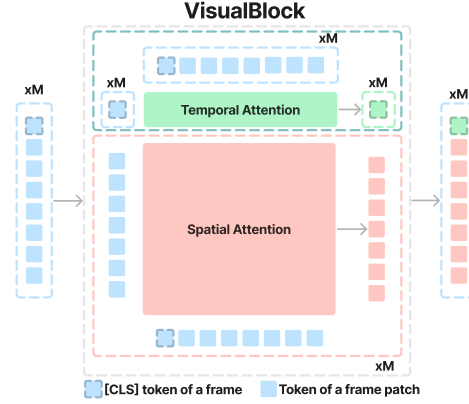 VisualBlock
xM
xM
xM
Temporal Attention
xM
xM
Spatial Attention
xM
[CLS] token of a frame
Token of a frame patch